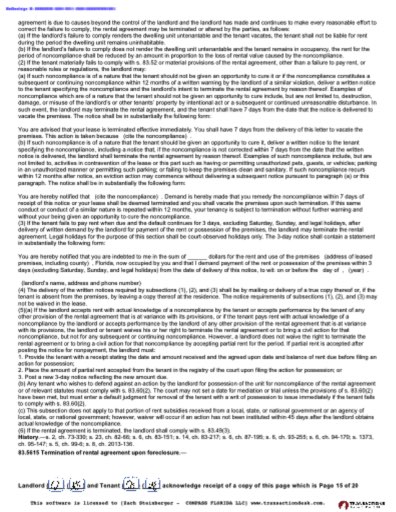 agreement is due to causes beyond the control of the landlord and the landlord has made and continues to make every reasonable effort to
correct the failure to comply, the rental agreement may be terminated or altered by the parties, as follows:
(a) If the landlord's failure to comply renders the dwelling unit untenantable and the tenant vacates, the tenant shall not be liable for rent
during the period the dwelling unit remains uninhabitable.
(b) If the landlord's failure to comply does not render the dwelling unit untenantable and the tenant remains in occupancy, the rent for the
period of noncompliance shall be reduced by an amount in proportion to the loss of rental value caused by the noncompliance.
(2) If the tenant materially fails to comply with s. 83.52 or material provisions of the rental agreement, other than a failure to pay rent, or
reasonable rules or regulations, the landlord may:
(a) If such noncompliance is of a nature that the tenant should not be given an opportunity to cure it or if the noncompliance constitutes a
subsequent or continuing noncompliance within 12 months of a written warning by the landlord of a similar violation, deliver a written notice
to the tenant specifying the noncompliance and the landlord's intent to terminate the rental agreement by reason thereof. Examples of
noncompliance which are of a nature that the tenant should not be given an opportunity to cure include, but are not limited to, destruction,
damage, or misuse of the landlord's or other tenants' property by intentional act or a subsequent or continued unreasonable disturbance. In
such event, the landlord may terminate the rental agreement, and the tenant shall have 7 days from the date that the notice is delivered to
vacate the premises. The notice shall be in substantially the following form:
You are advised that your lease is terminated effective immediately. You shall have 7 days from the delivery of this letter to vacate the
premises. This action is taken because (cite the noncompliance) .
(b) If such noncompliance is of a nature that the tenant should be given an opportunity to cure it, deliver a written notice to the tenant
specifying the noncompliance, including a notice that, if the noncompliance is not corrected within 7 days from the date that the written
notice is delivered, the landlord shall terminate the rental agreement by reason thereof. Examples of such noncompliance include, but are
not limited to, activities in contravention of the lease or this part such as having or permitting unauthorized pets, guests, or vehicles; parking
in an unauthorized manner or permitting such parking; or failing to keep the premises clean and sanitary. If such noncompliance recurs
within 12 months after notice, an eviction action may commence without delivering a subsequent notice pursuant to paragraph (a) or this
paragraph. The notice shall be in substantially the following form:
You are hereby notified that (cite the noncompliance) . Demand is hereby made that you remedy the noncompliance within 7 days of
receipt of this notice or your lease shall be deemed terminated and you shall vacate the premises upon such termination. If this same
conduct or conduct of a similar nature is repeated within 12 months, your tenancy is subject to termination without further warning and
without your being given an opportunity to cure the noncompliance.
(3) If the tenant fails to pay rent when due and the default continues for 3 days, excluding Saturday, Sunday, and legal holidays, after
delivery of written demand by the landlord for payment of the rent or possession of the premises, the landlord may terminate the rental
agreement. Legal holidays for the purpose of this section shall be court-observed holidays only. The 3-day notice shall contain a statement
in substantially the following form:
You are hereby notified that you are indebted to me in the sum of ______ dollars for the rent and use of the premises (address of leased
premises, including county) , Florida, now occupied by you and that I demand payment of the rent or possession of the premises within 3
days (excluding Saturday, Sunday, and legal holidays) from the date of delivery of this notice, to wit: on or before the day of , (year) .
(landlord's name, address and phone number)
(4) The delivery of the written notices required by subsections (1), (2), and (3) shall be by mailing or delivery of a true copy thereof or, if the
tenant is absent from the premises, by leaving a copy thereof at the residence. The notice requirements of subsections (1), (2), and (3) may
not be waived in the lease.
(5)(a) If the landlord accepts rent with actual knowledge of a noncompliance by the tenant or accepts performance by the tenant of any
other provision of the rental agreement that is at variance with its provisions, or if the tenant pays rent with actual knowledge of a
noncompliance by the landlord or accepts performance by the landlord of any other provision of the rental agreement that is at variance
with its provisions, the landlord or tenant waives his or her right to terminate the rental agreement or to bring a civil action for that
noncompliance, but not for any subsequent or continuing noncompliance. However, a landlord does not waive the right to terminate the
rental agreement or to bring a civil action for that noncompliance by accepting partial rent for the period. If partial rent is accepted after
posting the notice for nonpayment, the landlord must:
1. Provide the tenant with a receipt stating the date and amount received and the agreed upon date and balance of rent due before filing an
action for possession;
2. Place the amount of partial rent accepted from the tenant in the registry of the court upon filing the action for possession; or
3. Post a new 3-day notice reflecting the new amount due.
(b) Any tenant who wishes to defend against an action by the landlord for possession of the unit for noncompliance of the rental agreement
or of relevant statutes must comply with s. 83.60(2). The court may not set a date for mediation or trial unless the provisions of s. 83.60(2)
have been met, but must enter a default judgment for removal of the tenant with a writ of possession to issue immediately if the tenant fails
to comply with s. 83.60(2).
(c) This subsection does not apply to that portion of rent subsidies received from a local, state, or national government or an agency of
local, state, or national government; however, waiver will occur if an action has not been instituted within 45 days after the landlord obtains
actual knowledge of the noncompliance.
(6) If the rental agreement is terminated, the landlord shall comply with s. 83.49(3).
History.—s. 2, ch. 73-330; s. 23, ch. 82-66; s. 6, ch. 83-151; s. 14, ch. 83-217; s. 6, ch. 87-195; s. 6, ch. 93-255; s. 6, ch. 94-170; s. 1373,
ch. 95-147; s. 5, ch. 99-6; s. 8, ch. 2013-136.
83.5615 Termination of rental agreement upon foreclosure.—
Landlord ( ) ( ) and Tenant ( ) ( ) acknowledge receipt of a copy of this page which is Page 15 of 20
This software is licensed to [Zach Steinberger - COMPASS FLORIDA LLC] www.transactiondesk.com.